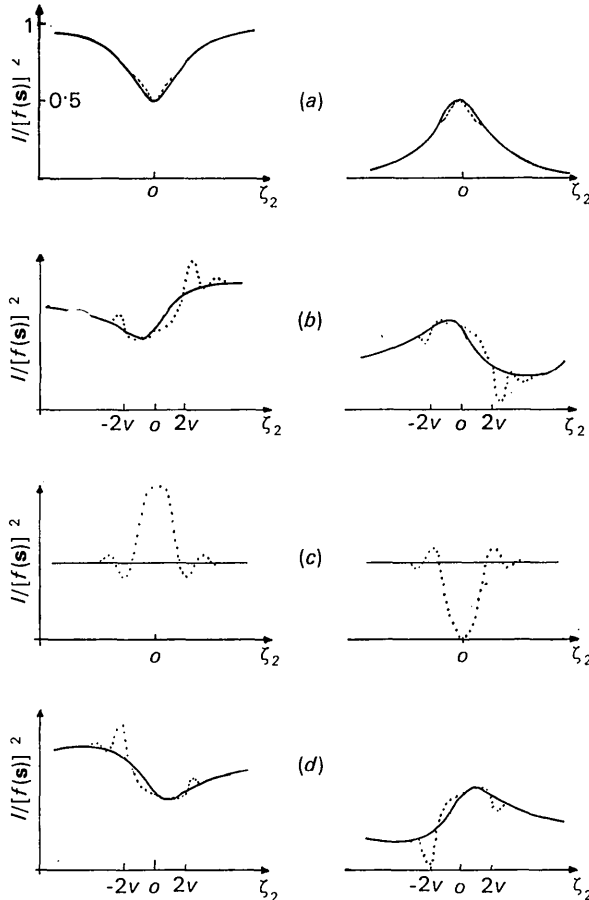 I/[f(s)]²
1
0·5
o
ζ₂
(a)
o
ζ₂
I/[f(s)]²
-2v o 2v
ζ₂
(b)
-2v o 2v
ζ₂
I/[f(s)]²
o
ζ₂
(c)
o
ζ₂
I/[f(s)]²
-2v o 2v
ζ₂
(d)
-2v o 2v
ζ₂